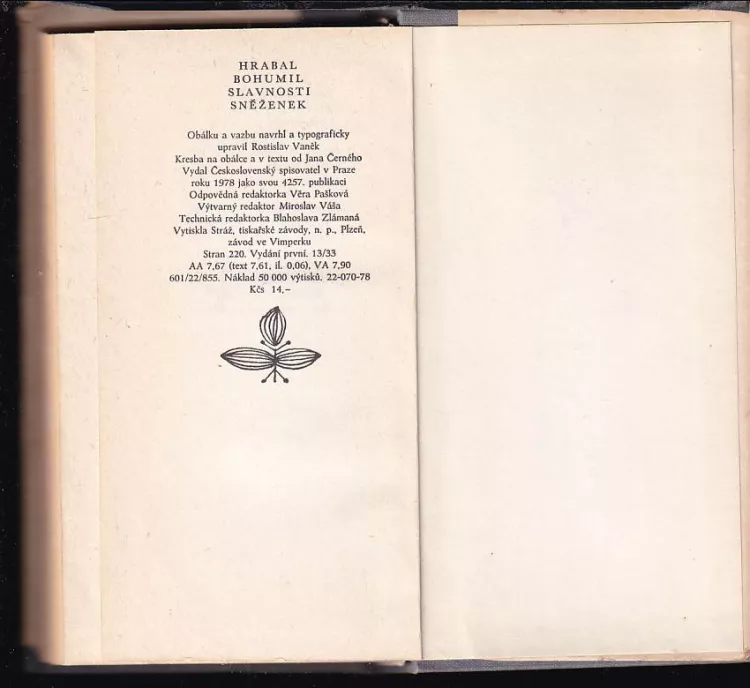 HRABAL
BOHUMIL
SLAVNOSTI
SNĚŽENEK
Obálku a vazbu navrhl a typograficky
upravil Rostislav Vaněk
Kresba na obálce a v textu od Jana Černého
Vydal Československý spisovatel v Praze
roku 1978 jako svou 4257. publikaci
Odpovědná redaktorka Věra Pašková
Výtvarný redaktor Miroslav Váša
Technická redaktorka Blahoslava Zlámaná
Vytiskla Stráž, tiskařské závody, n. p., Plzeň,
závod ve Vimperku
Stran 220. Vydání první. 13/33
AA 7,67 (text 7,61, il. 0,06), VA 7,90
601/22/855. Náklad 50 000 výtisků. 22-070-78
Kčs 14,–